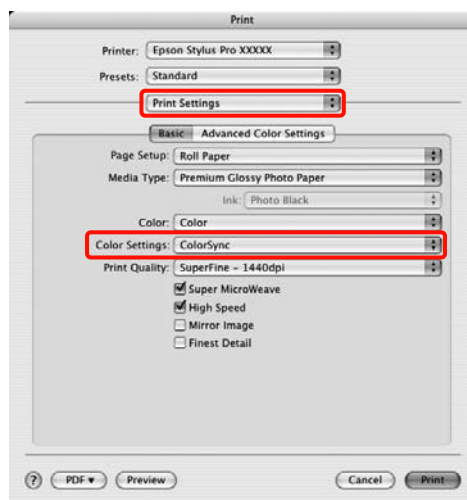 Print
Printer: Epson Stylus Pro XXXXX
Presets: Standard
Print Settings
Basic Advanced Color Settings
Page Setup: Roll Paper
Media Type: Premium Glossy Photo Paper
Ink: Photo Black
Color: Color
Color Settings: ColorSync
Print Quality: SuperFine – 1440dpi
Super MicroWeave
High Speed
Mirror Image
Finest Detail
? PDF Preview Cancel Print